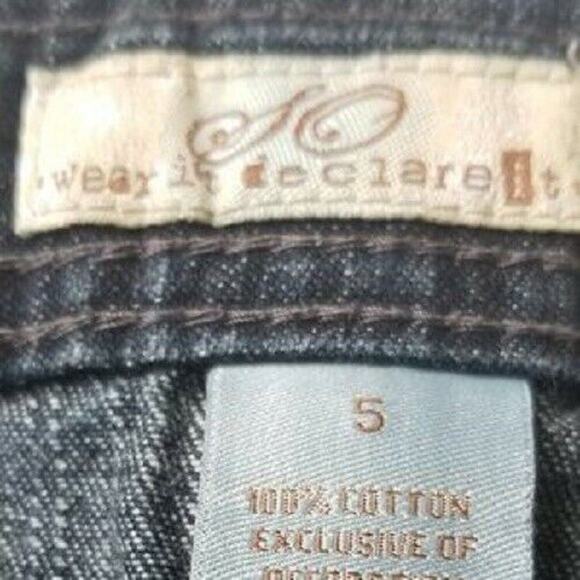 SO
wear it declare it
5
100% COTTON
EXCLUSIVE OF